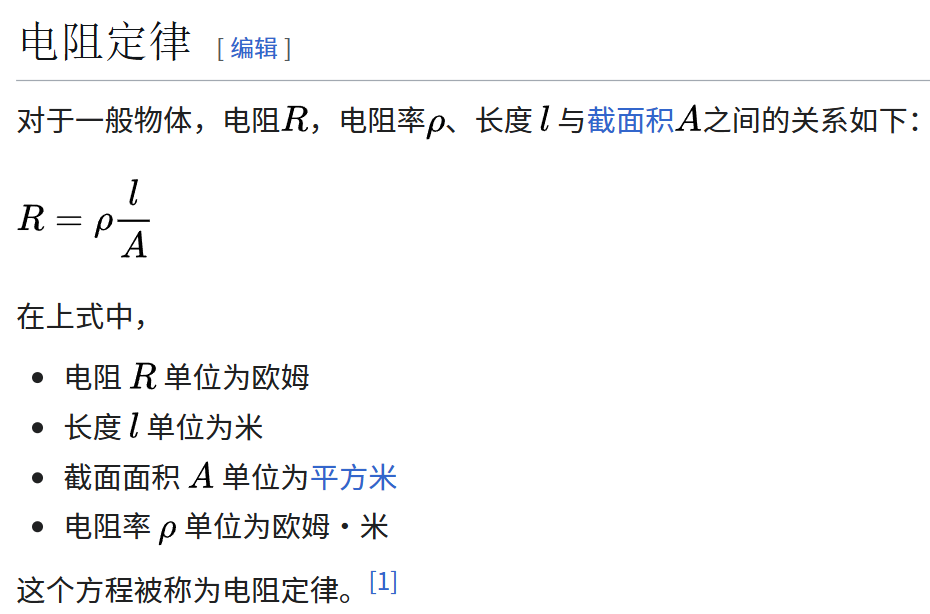 电阻定律 [ 编辑 ]
对于一般物体，电阻R，电阻率ρ、长度 l 与截面积A之间的关系如下：
R = ρ l/A
在上式中，
• 电阻 R 单位为欧姆
• 长度 l 单位为米
• 截面面积 A 单位为平方米
• 电阻率 ρ 单位为欧姆·米
这个方程被称为电阻定律。[1]